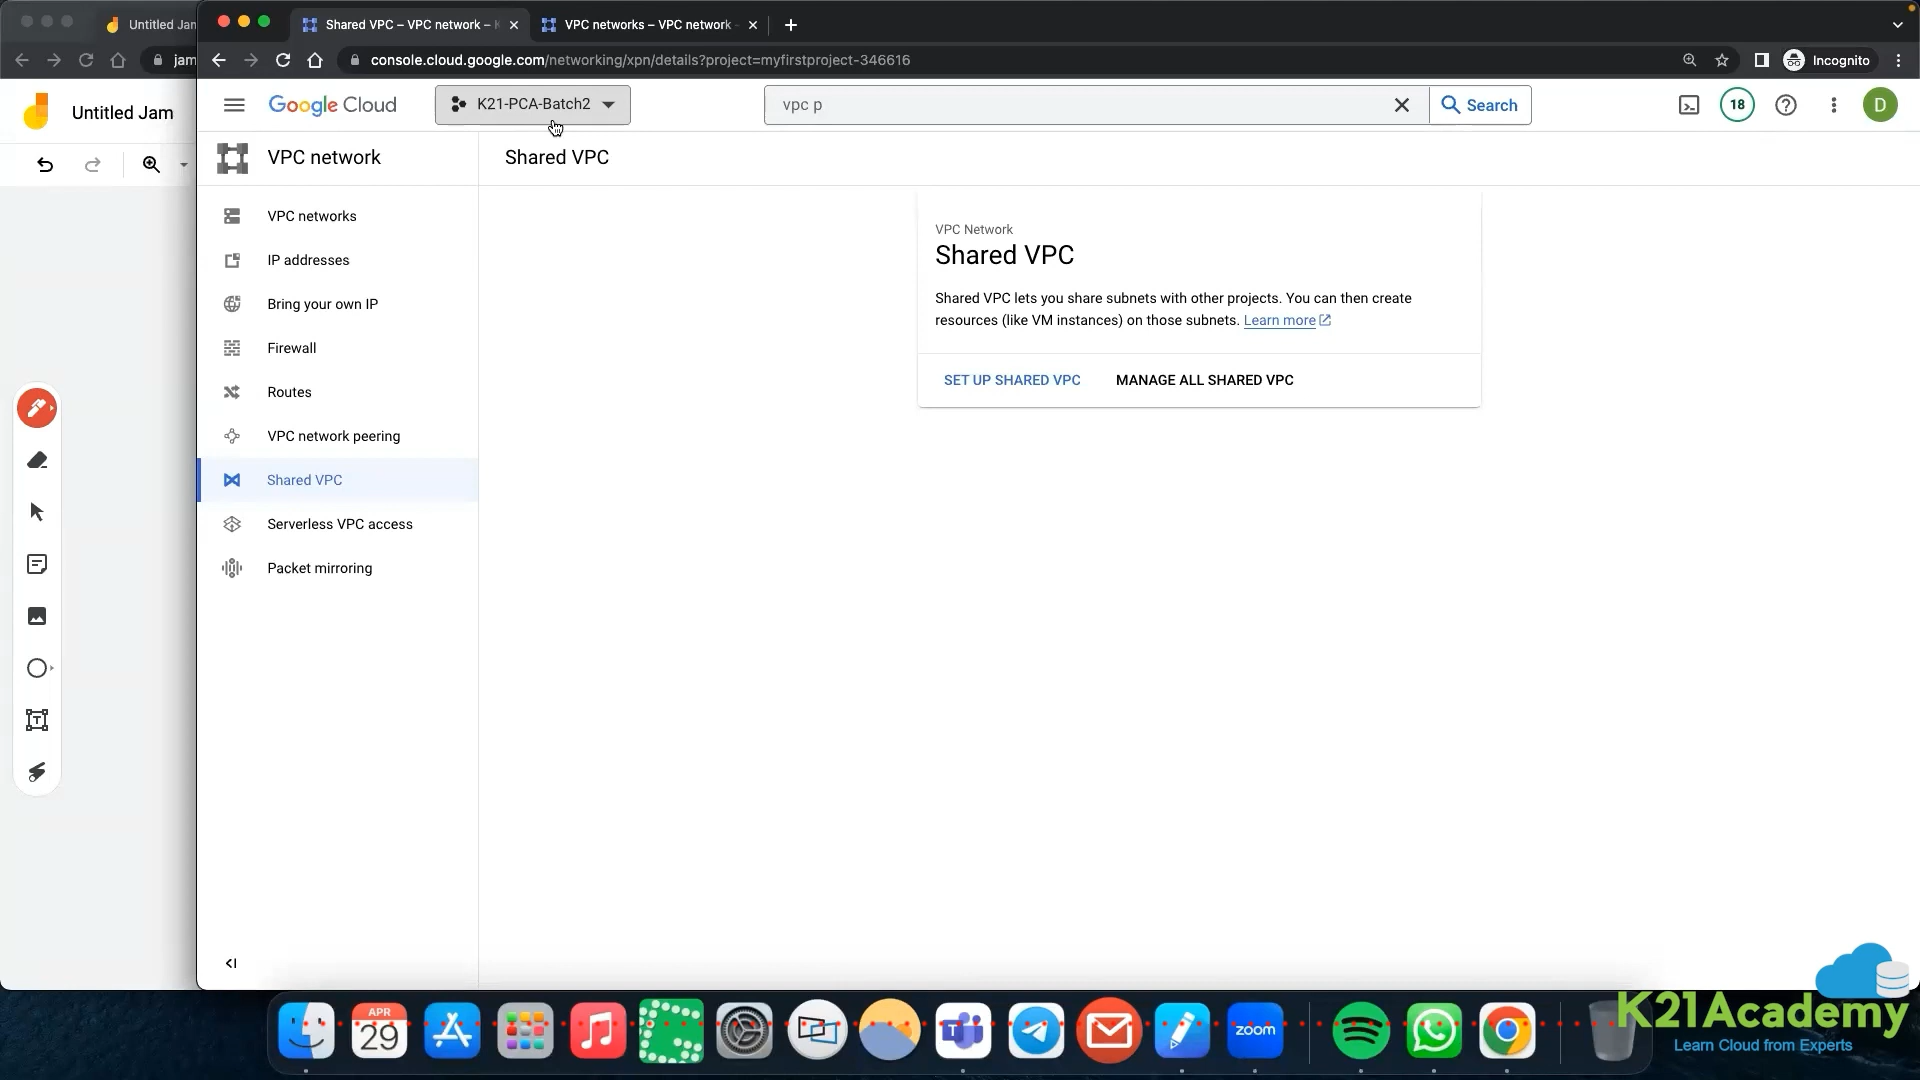 Untitled Jam
Shared VPC – VPC network –
VPC networks – VPC network
jam
console.cloud.google.com/networking/xpn/details?project=myfirstproject-346616
Incognito
Untitled Jam
Google Cloud
K21-PCA-Batch2
vpc p
Search
18
D
VPC network
Shared VPC
VPC networks
IP addresses
Bring your own IP
Firewall
Routes
VPC network peering
Shared VPC
Serverless VPC access
Packet mirroring
VPC Network
Shared VPC
Shared VPC lets you share subnets with other projects. You can then create
resources (like VM instances) on those subnets. Learn more
SET UP SHARED VPC
MANAGE ALL SHARED VPC
APR
29
zoom
K21Academy
Learn Cloud from Experts